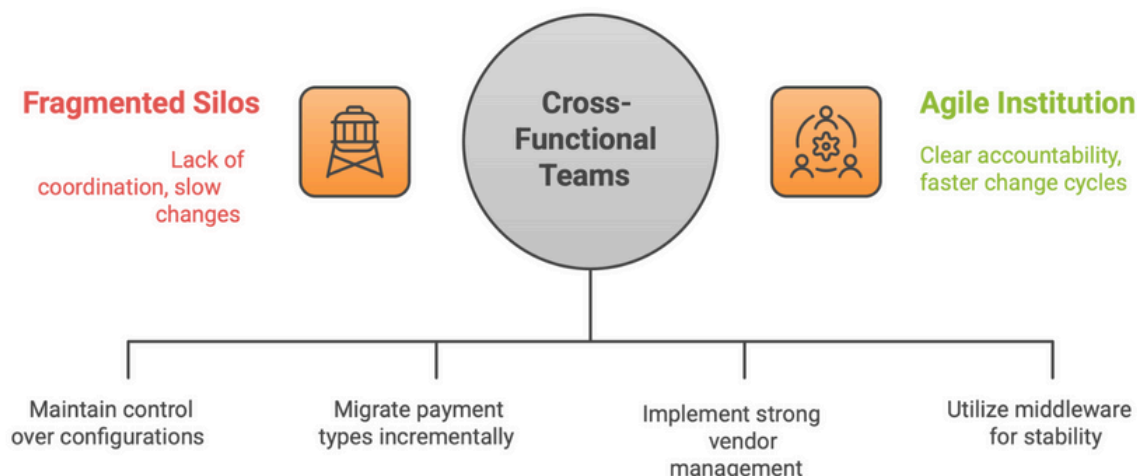 Fragmented Silos
Lack of
coordination, slow
changes
Cross-
Functional
Teams
Agile Institution
Clear accountability,
faster change cycles
Maintain control
over configurations
Migrate payment
types incrementally
Implement strong
vendor
management
Utilize middleware
for stability